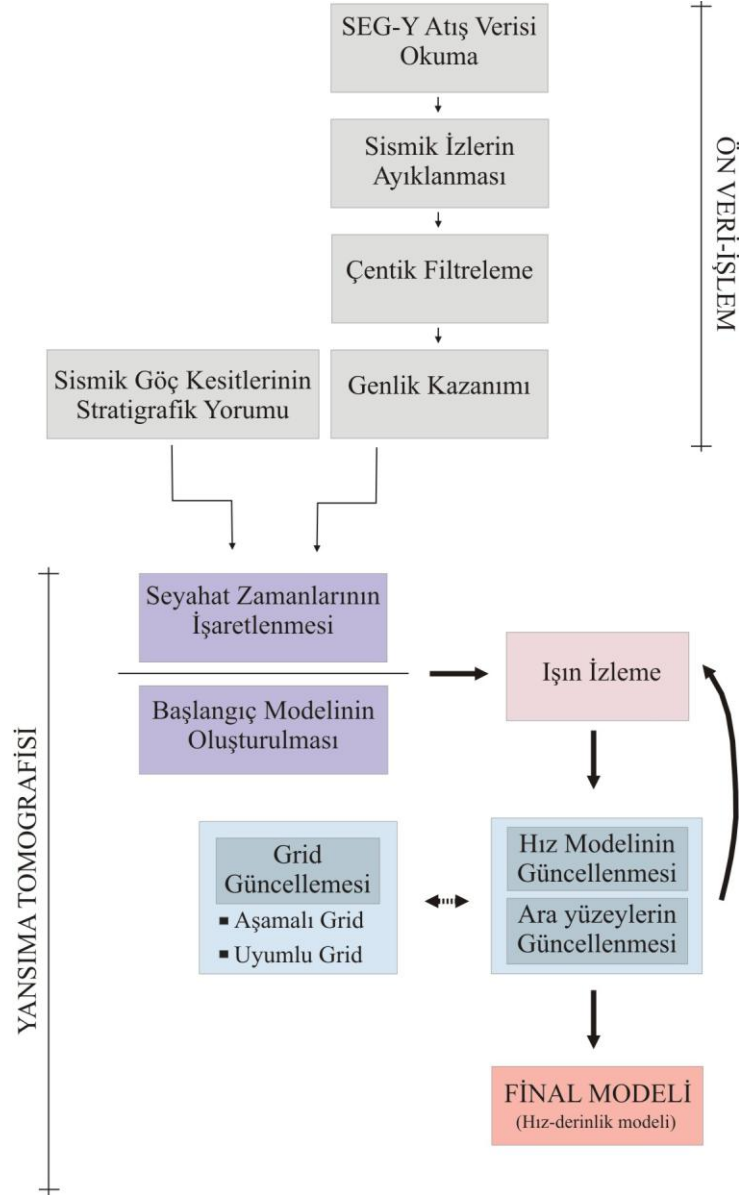 SEG-Y Atış Verisi
Okuma
Sismik İzlerin
Ayıklanması
Çentik Filtreleme
Sismik Göç Kesitlerinin
Stratigrafik Yorumu
Genlik Kazanımı
ÖN VERİ-İŞLEM
Seyahat Zamanlarının
İşaretlenmesi
Başlangıç Modelinin
Oluşturulması
Işın İzleme
Grid
Güncellemesi
Aşamalı Grid
Uyumlu Grid
Hız Modelinin
Güncellenmesi
Ara yüzeylerin
Güncellenmesi
FİNAL MODELİ
(Hız-derinlik modeli)
YANSIMA TOMOGRAFİSİ